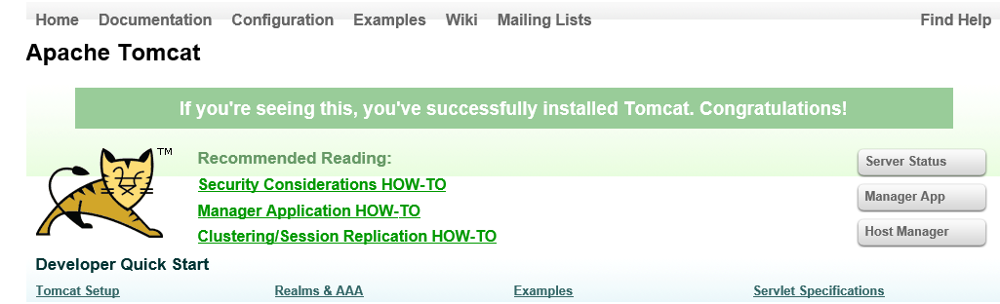 Home Documentation Configuration Examples Wiki Mailing Lists Find Help
Apache Tomcat
If you're seeing this, you've successfully installed Tomcat. Congratulations!
TM
Recommended Reading:
Security Considerations HOW-TO
Manager Application HOW-TO
Clustering/Session Replication HOW-TO
Server Status
Manager App
Host Manager
Developer Quick Start
Tomcat Setup Realms & AAA Examples Servlet Specifications